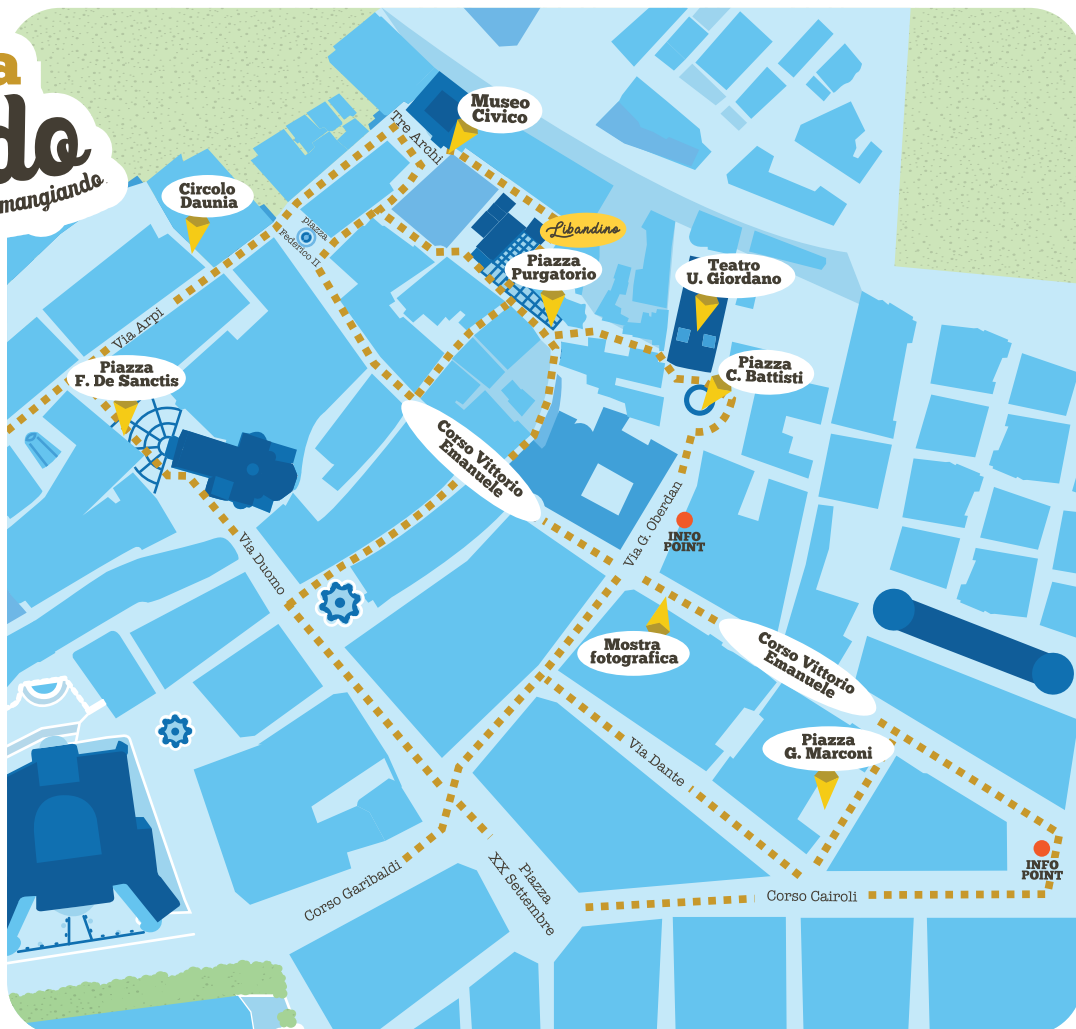 a
do
mangiando
Museo
Civico
Tre Archi
Circolo
Daunia
piazza
Federico II
Libandino
Piazza
Purgatorio
Teatro
U. Giordano
Via Arpi
Piazza
F. De Sanctis
Piazza
C. Battisti
Corso Vittorio
Emanuele
Via G. Oberdan
INFO
POINT
Via Duomo
Mostra
fotografica
Corso Vittorio
Emanuele
Piazza
G. Marconi
Via Dante
INFO
POINT
Corso Garibaldi
Piazza
XX Settembre
Corso Cairoli